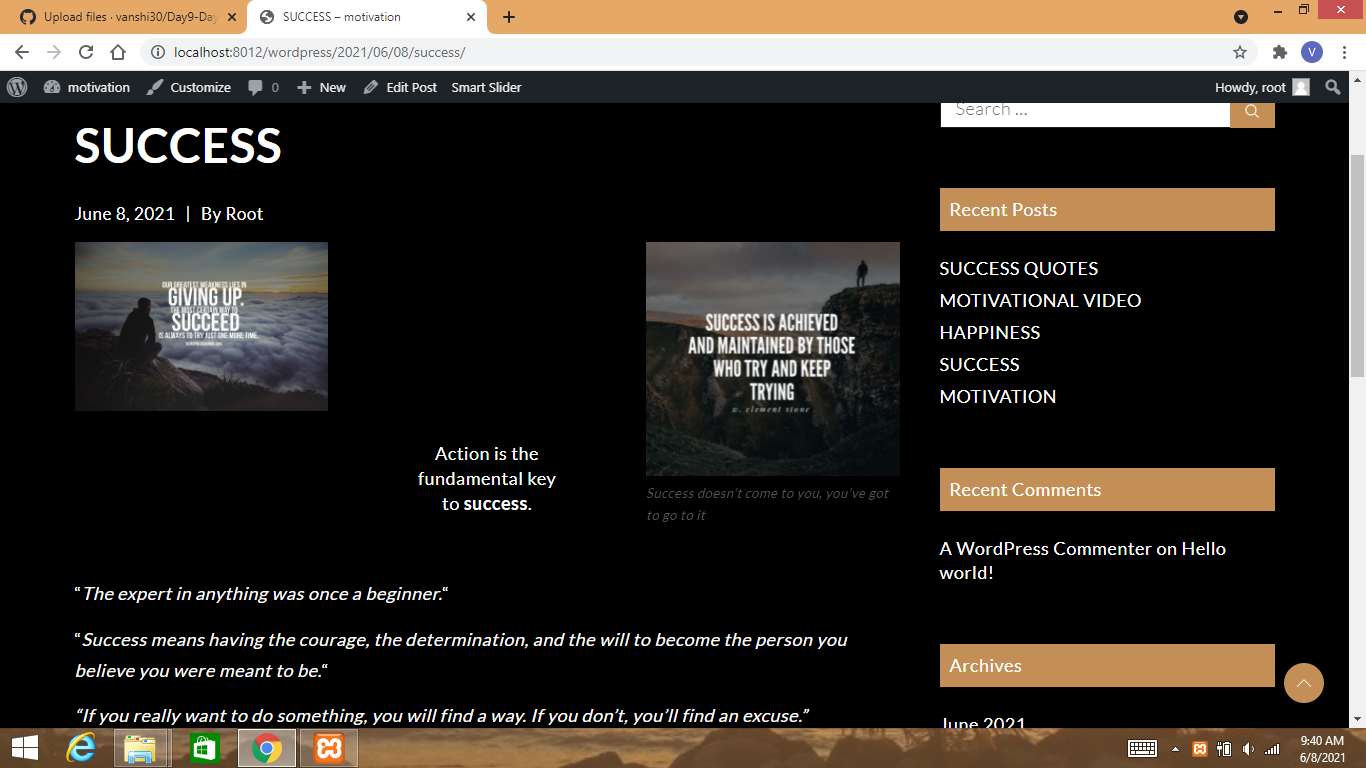 Upload files · vanshi30/Day9-Day
SUCCESS – motivation
localhost:8012/wordpress/2021/06/08/success/
V
motivation
Customize
0
New
Edit Post
Smart Slider
Howdy, root
SUCCESS
June 8, 2021 | By Root
OUR GREATEST WEAKNESS LIES IN
GIVING UP.
THE MOST CERTAIN WAY TO
SUCCEED
IS ALWAYS TO TRY JUST ONE MORE TIME.
Action is the
fundamental key
to success.
SUCCESS IS ACHIEVED
AND MAINTAINED BY THOSE
WHO TRY AND KEEP
TRYING
w. clement stone
Success doesn't come to you, you've got
to go to it
“The expert in anything was once a beginner.“
“Success means having the courage, the determination, and the will to become the person you
believe you were meant to be.“
“If you really want to do something, you will find a way. If you don’t, you’ll find an excuse.”
Search …
Recent Posts
SUCCESS QUOTES
MOTIVATIONAL VIDEO
HAPPINESS
SUCCESS
MOTIVATION
Recent Comments
A WordPress Commenter on Hello
world!
Archives
June 2021
9:40 AM
6/8/2021